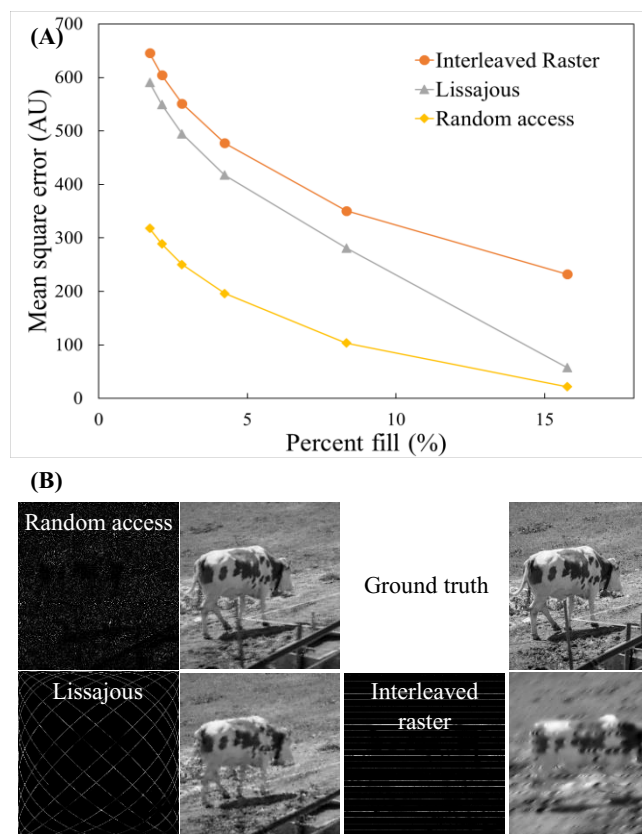 (A)
700
600
500
400
300
200
100
0
Mean square error (AU)
Interleaved Raster
Lissajous
Random access
0 5 10 15
Percent fill (%)
(B)
Random access
Ground truth
Lissajous
Interleaved
raster